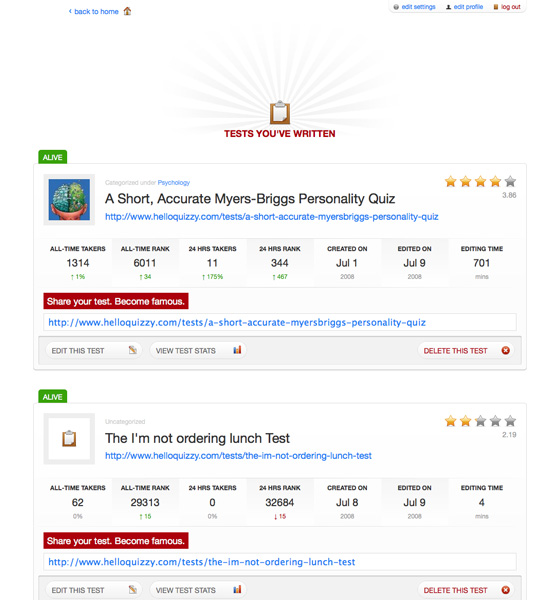 ‹ back to home
edit settings edit profile log out
TESTS YOU'VE WRITTEN
ALIVE
Categorized under Psychology
A Short, Accurate Myers-Briggs Personality Quiz
3.86
http://www.helloquizzy.com/tests/a-short-accurate-myersbriggs-personality-quiz
ALL-TIME TAKERS ALL-TIME RANK 24 HRS TAKERS 24 HRS RANK CREATED ON EDITED ON EDITING TIME
1314 6011 11 344 Jul 1 Jul 9 701
↑ 1% ↑ 34 ↑ 175% ↑ 467 2008 2008 mins
Share your test. Become famous.
http://www.helloquizzy.com/tests/a-short-accurate-myersbriggs-personality-quiz
EDIT THIS TEST VIEW TEST STATS DELETE THIS TEST
ALIVE
Uncategorized
The I'm not ordering lunch Test
2.19
http://www.helloquizzy.com/tests/the-im-not-ordering-lunch-test
ALL-TIME TAKERS ALL-TIME RANK 24 HRS TAKERS 24 HRS RANK CREATED ON EDITED ON EDITING TIME
62 29313 0 32684 Jul 8 Jul 9 4
0% ↑ 15 0% ↓ 15 2008 2008 mins
Share your test. Become famous.
http://www.helloquizzy.com/tests/the-im-not-ordering-lunch-test
EDIT THIS TEST VIEW TEST STATS DELETE THIS TEST